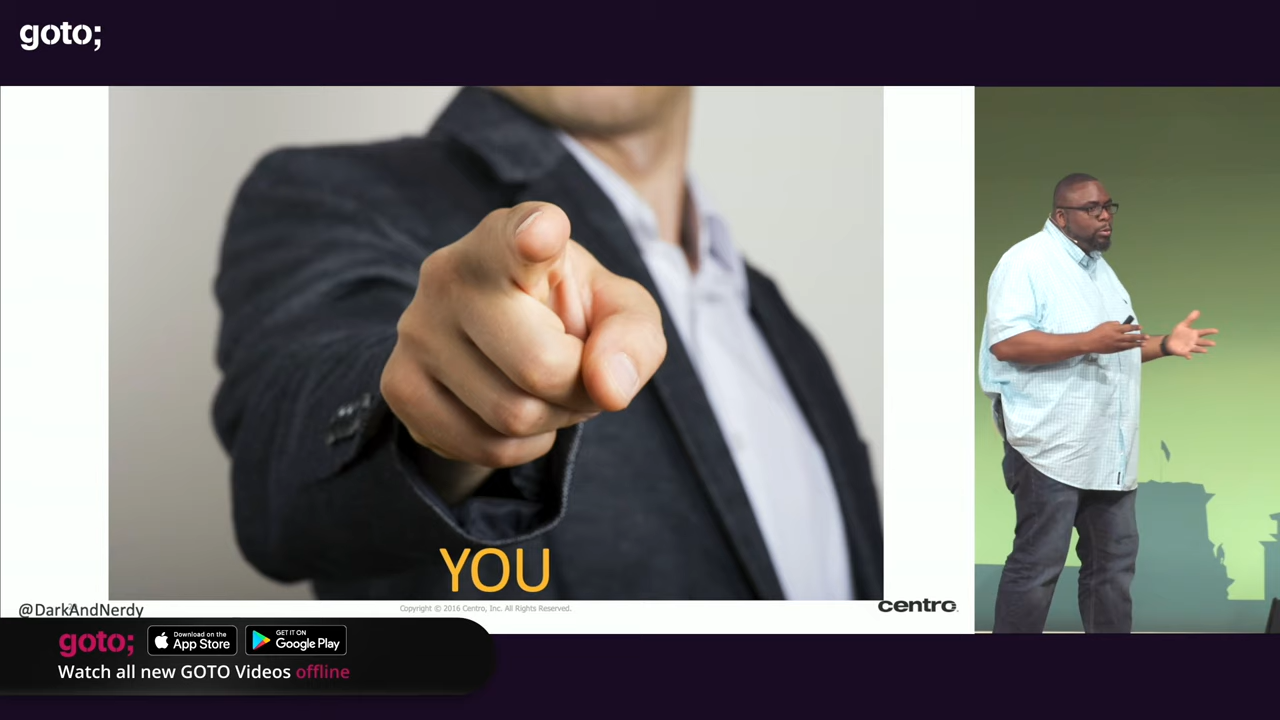 goto;
YOU
@DarkAndNerdy
Copyright © 2016 Centro, Inc. All Rights Reserved.
centro
goto;
Download on the
App Store
GET IT ON
Google Play
Watch all new GOTO Videos offline